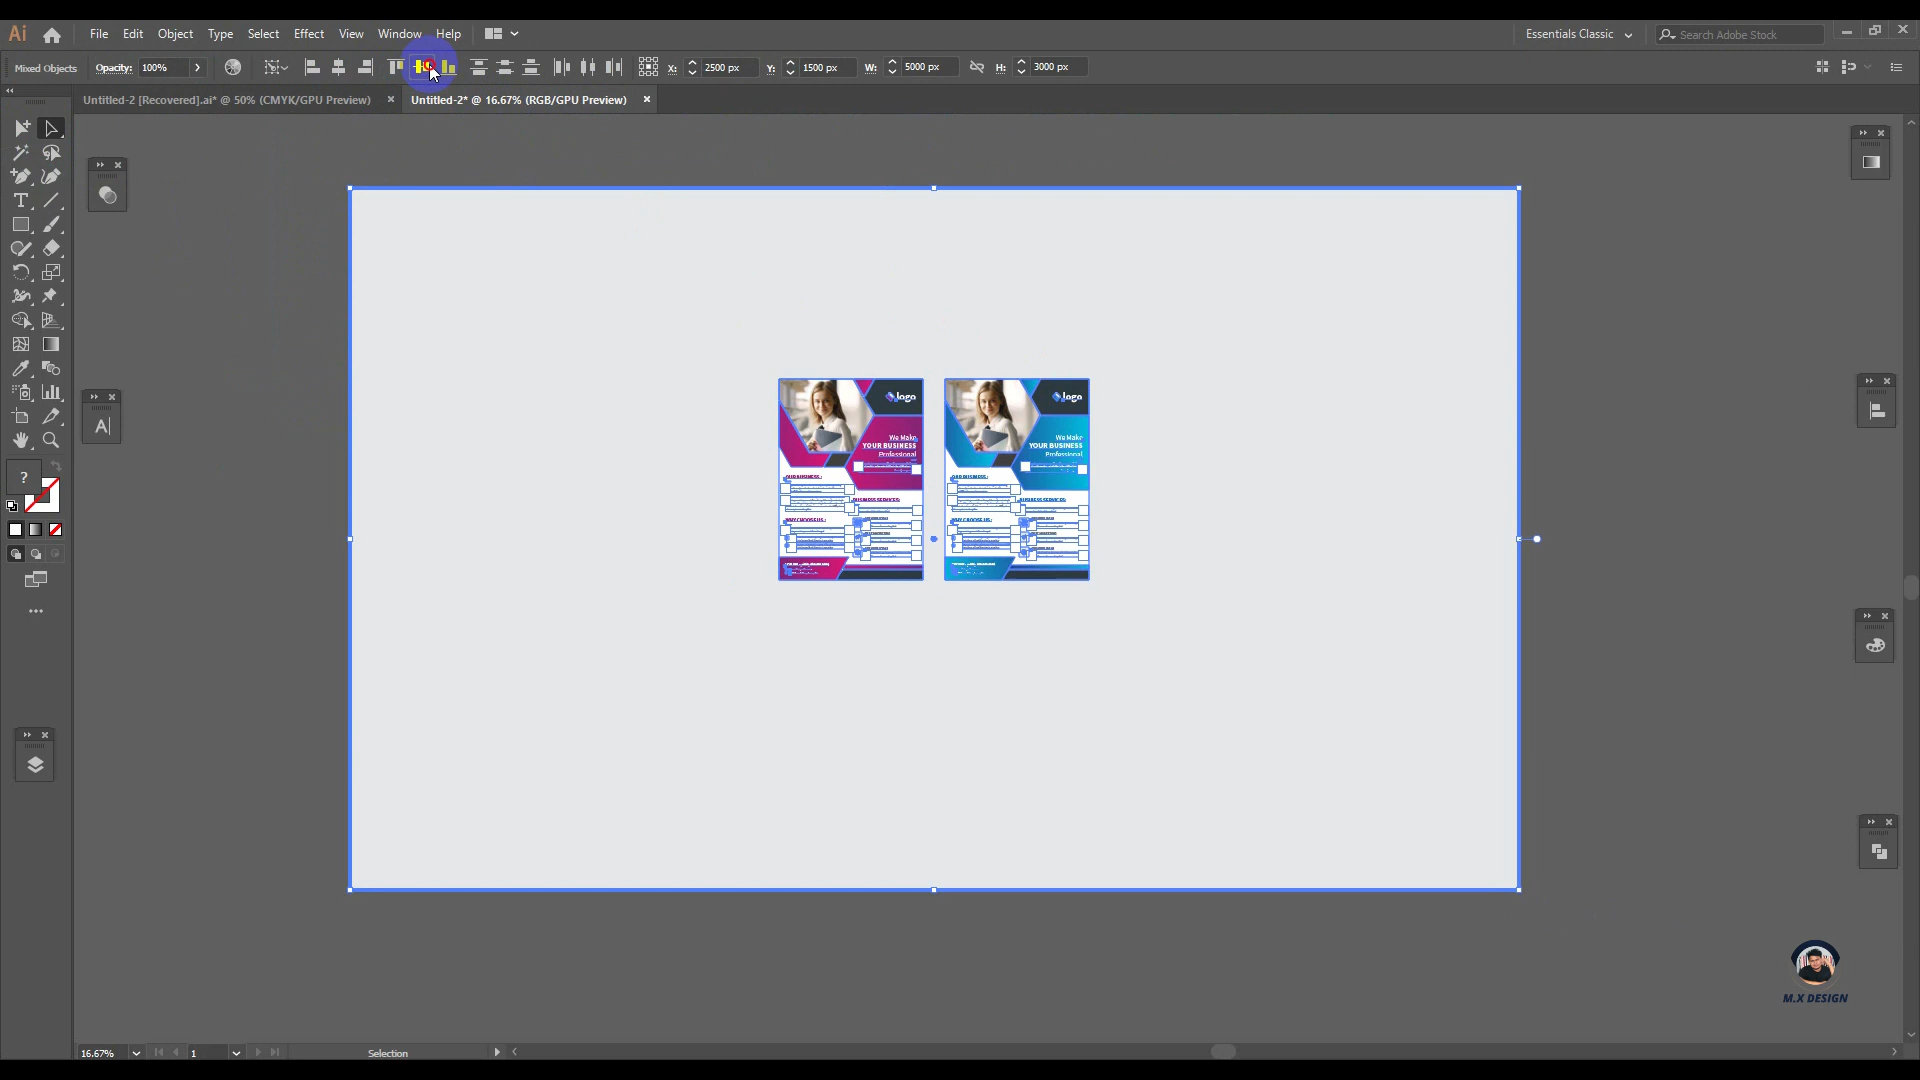 Ai File Edit Object Type Select Effect View Window Help
Essentials Classic
Search Adobe Stock
Mixed Objects Opacity: 100% X: 2500 px Y: 1500 px W: 5000 px H: 3000 px
Untitled-2 [Recovered].ai* @ 50% (CMYK/GPU Preview)
Untitled-2* @ 16.67% (RGB/GPU Preview)
logo
We Make
YOUR BUSINESS
Professional
OUR BUSINESS :
BUSINESS SERVICES:
WHY CHOOSE US :
logo
We Make
YOUR BUSINESS
Professional
OUR BUSINESS :
BUSINESS SERVICES:
WHY CHOOSE US :
A
T
?
M.X DESIGN
16.67% 1 Selection